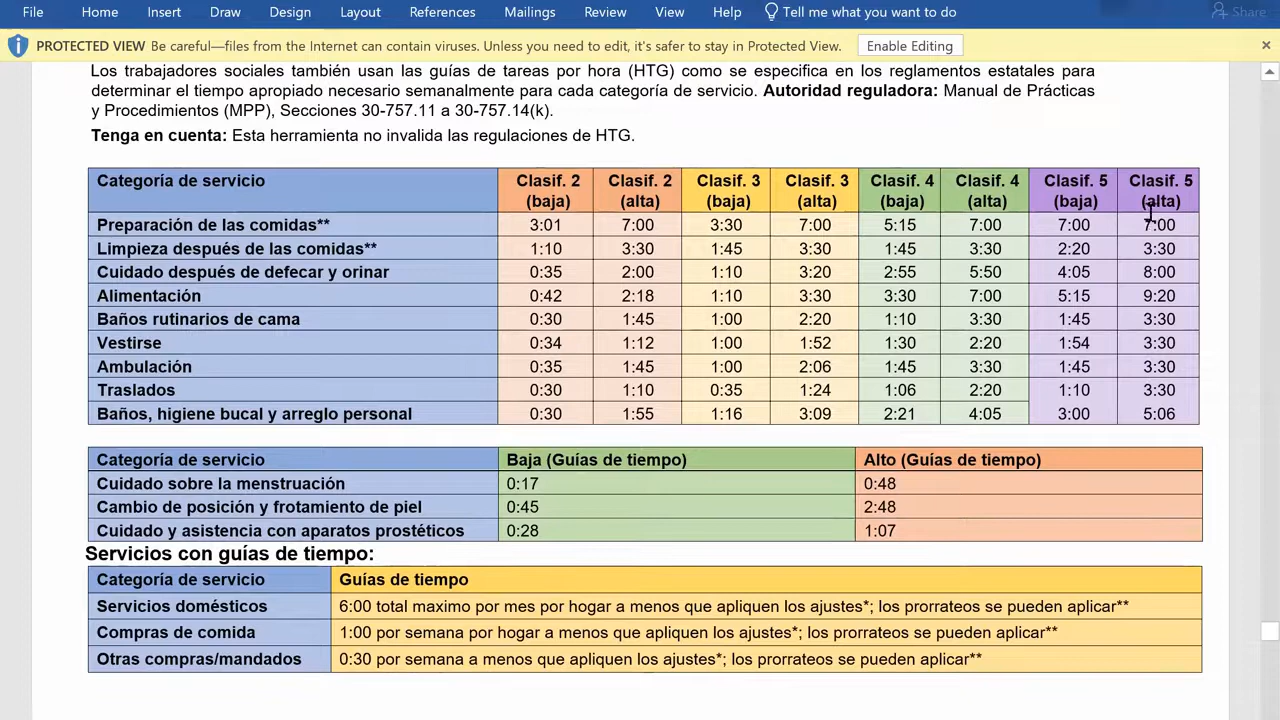 File Home Insert Draw Design Layout References Mailings Review View Help Tell me what you want to do Share
PROTECTED VIEW Be careful—files from the Internet can contain viruses. Unless you need to edit, it's safer to stay in Protected View. Enable Editing
Los trabajadores sociales también usan las guías de tareas por hora (HTG) como se especifica en los reglamentos estatales para
determinar el tiempo apropiado necesario semanalmente para cada categoría de servicio. Autoridad reguladora: Manual de Prácticas
y Procedimientos (MPP), Secciones 30-757.11 a 30-757.14(k).
Tenga en cuenta: Esta herramienta no invalida las regulaciones de HTG.
Categoría de servicio Clasif. 2 Clasif. 2 Clasif. 3 Clasif. 3 Clasif. 4 Clasif. 4 Clasif. 5 Clasif. 5
(baja) (alta) (baja) (alta) (baja) (alta) (baja) (alta)
Preparación de las comidas** 3:01 7:00 3:30 7:00 5:15 7:00 7:00 7:00
Limpieza después de las comidas** 1:10 3:30 1:45 3:30 1:45 3:30 2:20 3:30
Cuidado después de defecar y orinar 0:35 2:00 1:10 3:20 2:55 5:50 4:05 8:00
Alimentación 0:42 2:18 1:10 3:30 3:30 7:00 5:15 9:20
Baños rutinarios de cama 0:30 1:45 1:00 2:20 1:10 3:30 1:45 3:30
Vestirse 0:34 1:12 1:00 1:52 1:30 2:20 1:54 3:30
Ambulación 0:35 1:45 1:00 2:06 1:45 3:30 1:45 3:30
Traslados 0:30 1:10 0:35 1:24 1:06 2:20 1:10 3:30
Baños, higiene bucal y arreglo personal 0:30 1:55 1:16 3:09 2:21 4:05 3:00 5:06
Categoría de servicio Baja (Guías de tiempo) Alto (Guías de tiempo)
Cuidado sobre la menstruación 0:17 0:48
Cambio de posición y frotamiento de piel 0:45 2:48
Cuidado y asistencia con aparatos prostéticos 0:28 1:07
Servicios con guías de tiempo:
Categoría de servicio Guías de tiempo
Servicios domésticos 6:00 total maximo por mes por hogar a menos que apliquen los ajustes*; los prorrateos se pueden aplicar**
Compras de comida 1:00 por semana por hogar a menos que apliquen los ajustes*; los prorrateos se pueden aplicar**
Otras compras/mandados 0:30 por semana a menos que apliquen los ajustes*; los prorrateos se pueden aplicar**